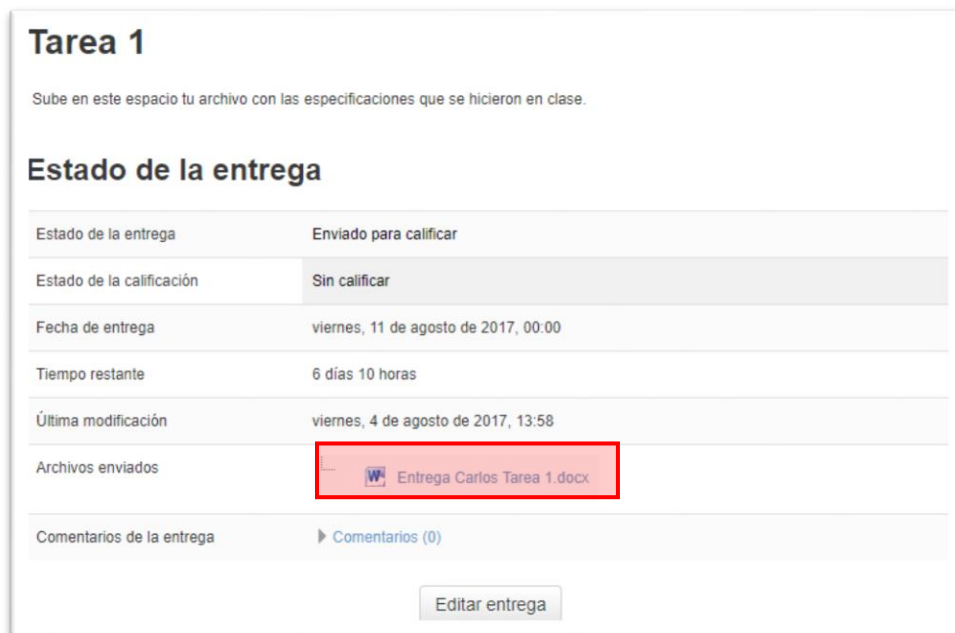 Tarea 1
Sube en este espacio tu archivo con las especificaciones que se hicieron en clase.
Estado de la entrega
Estado de la entrega Enviado para calificar
Estado de la calificación Sin calificar
Fecha de entrega viernes, 11 de agosto de 2017, 00:00
Tiempo restante 6 días 10 horas
Última modificación viernes, 4 de agosto de 2017, 13:58
Archivos enviados Entrega Carlos Tarea 1.docx
Comentarios de la entrega Comentarios (0)
Editar entrega